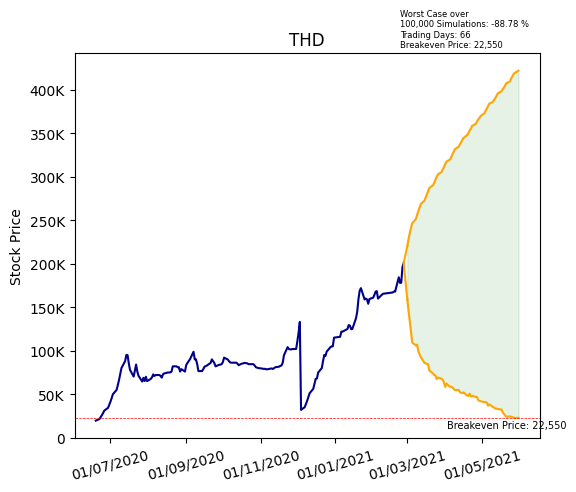 Worst Case over
100,000 Simulations: -88.78 %
Trading Days: 66
Breakeven Price: 22,550
THD
Stock Price
400K
350K
300K
250K
200K
150K
100K
50K
0
Breakeven Price: 22,550
01/07/2020
01/09/2020
01/11/2020
01/01/2021
01/03/2021
01/05/2021